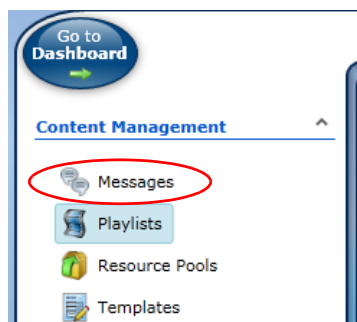 Go to
Dashboard
Content Management
Messages
Playlists
Resource Pools
Templates